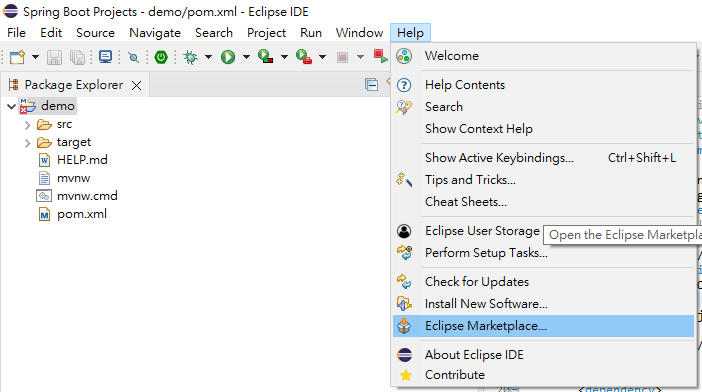 Spring Boot Projects - demo/pom.xml - Eclipse IDE
File Edit Source Navigate Search Project Run Window Help
Package Explorer
demo
src
target
HELP.md
mvnw
mvnw.cmd
pom.xml
Welcome
Help Contents
Search
Show Context Help
Show Active Keybindings... Ctrl+Shift+L
Tips and Tricks...
Cheat Sheets...
Eclipse User Storage
Open the Eclipse Marketpla
Perform Setup Tasks...
Check for Updates
Install New Software...
Eclipse Marketplace...
About Eclipse IDE
Contribute